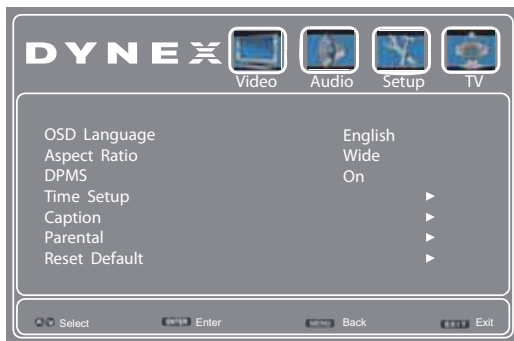 DYNEX
Video Audio Setup TV
OSD Language English
Aspect Ratio Wide
DPMS On
Time Setup
Caption
Parental
Reset Default
Select ENTER Enter MENU Back EXIT Exit